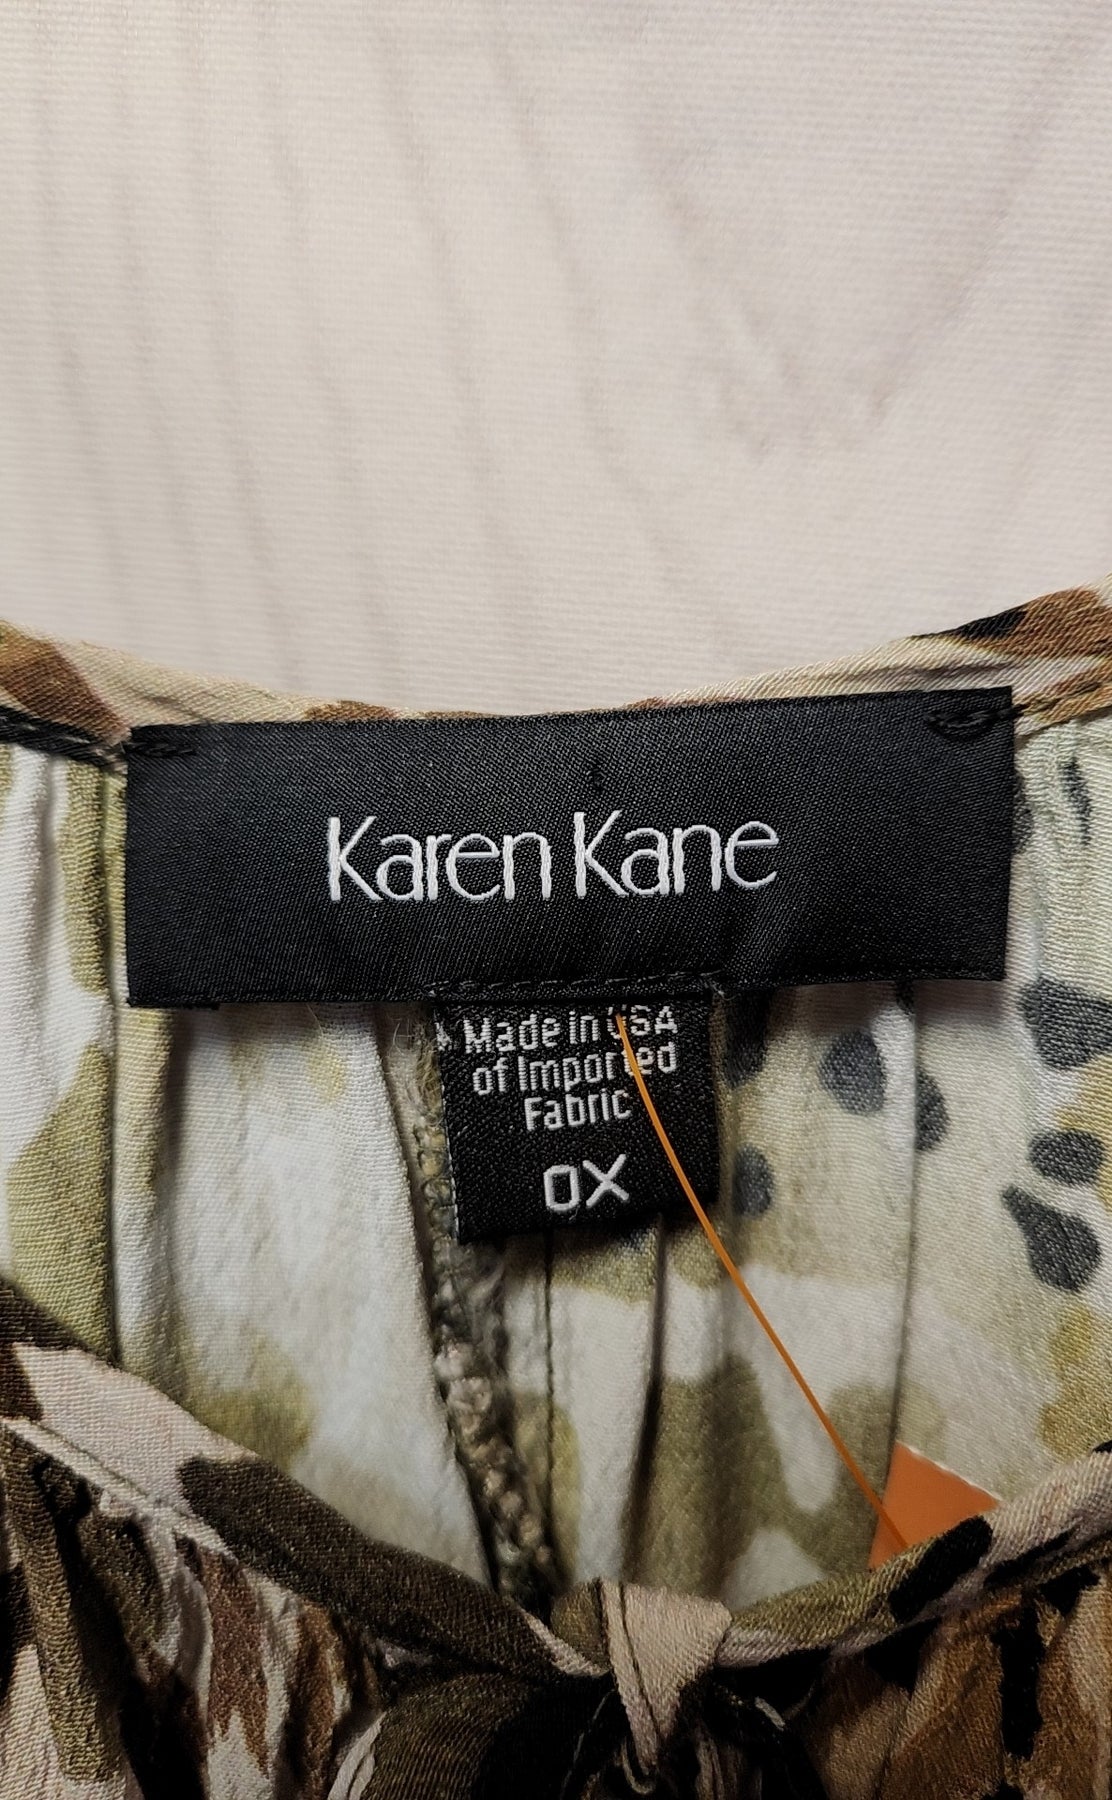 Karen Kane
Made in USA
of Imported
Fabric
0X